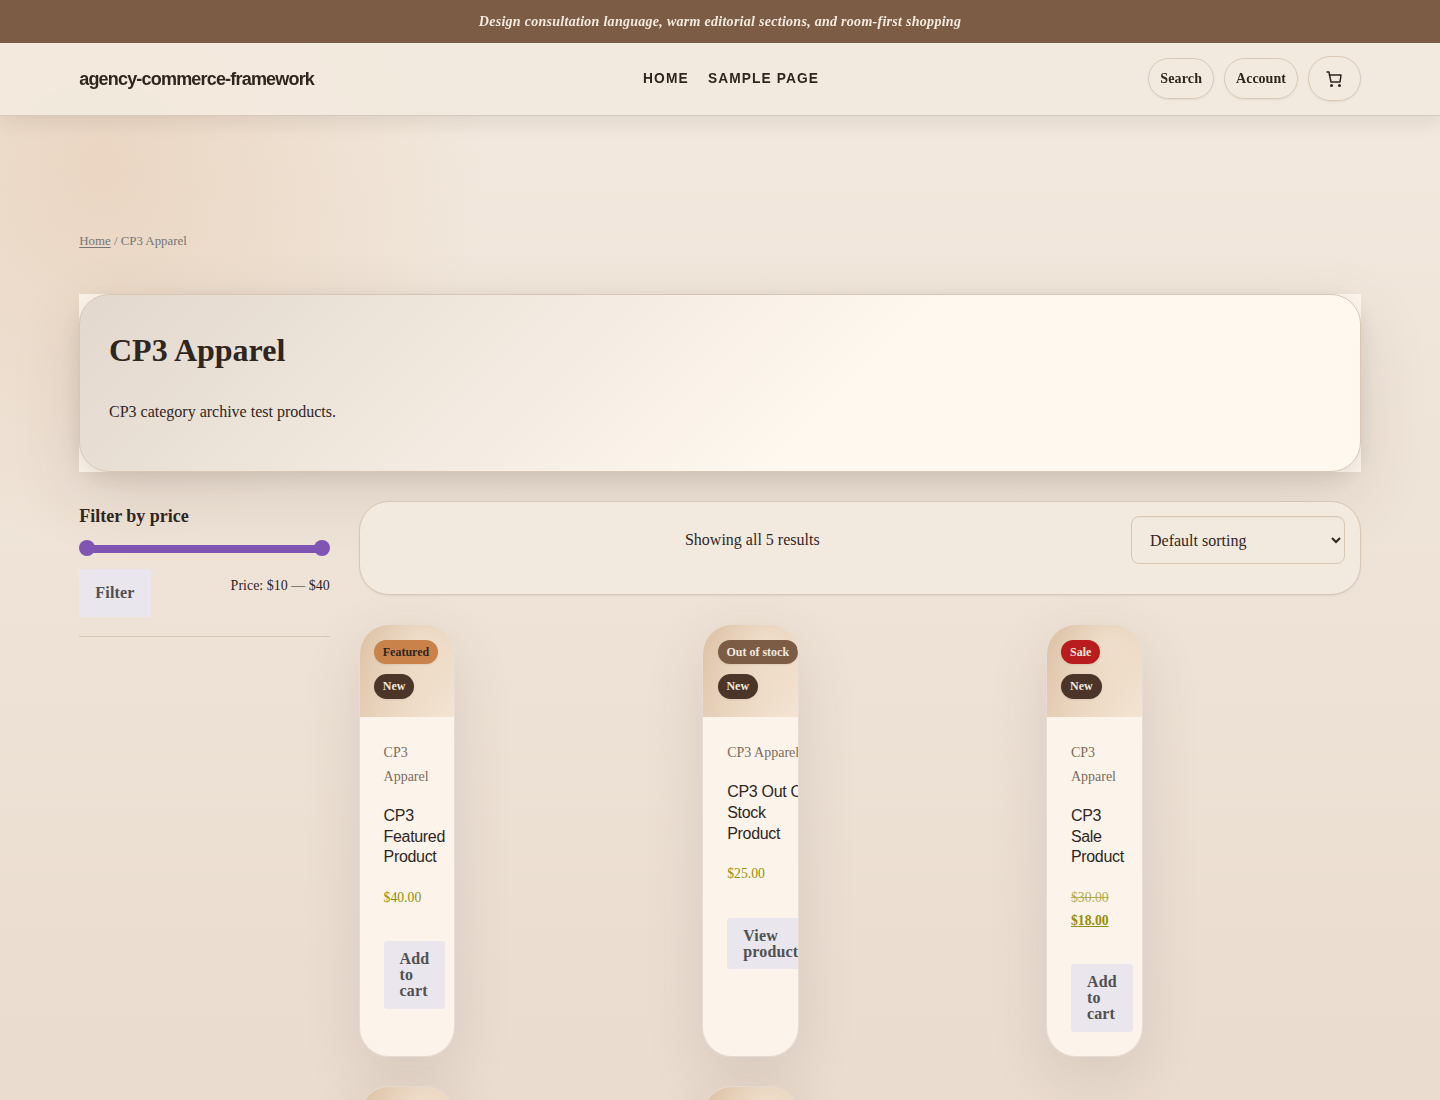 Design consultation language, warm editorial sections, and room-first shopping
agency-commerce-framework
HOME SAMPLE PAGE
Search Account
Home / CP3 Apparel
CP3 Apparel
CP3 category archive test products.
Filter by price
Filter
Price: $10 — $40
Showing all 5 results
Default sorting
Featured
New
CP3
Apparel
CP3
Featured
Product
$40.00
Add
to
cart
Out of stock
New
CP3 Apparel
CP3 Out
Stock
Product
$25.00
View
product
Sale
New
CP3
Apparel
CP3
Sale
Product
$30.00
$18.00
Add
to
cart